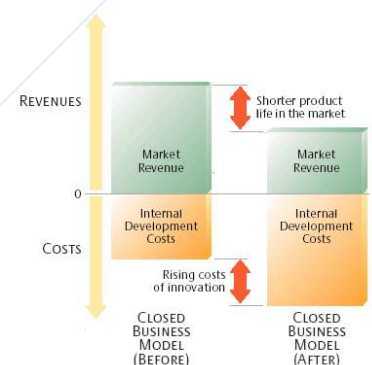 REVENUES
Shorter product
life in the market
Market
Revenue
Market
Revenue
0
Internal
Development
Costs
Internal
Development
Costs
COSTS
Rising costs
of innovation
CLOSED
BUSINESS
MODEL
(BEFORE)
CLOSED
BUSINESS
MODEL
(AFTER)